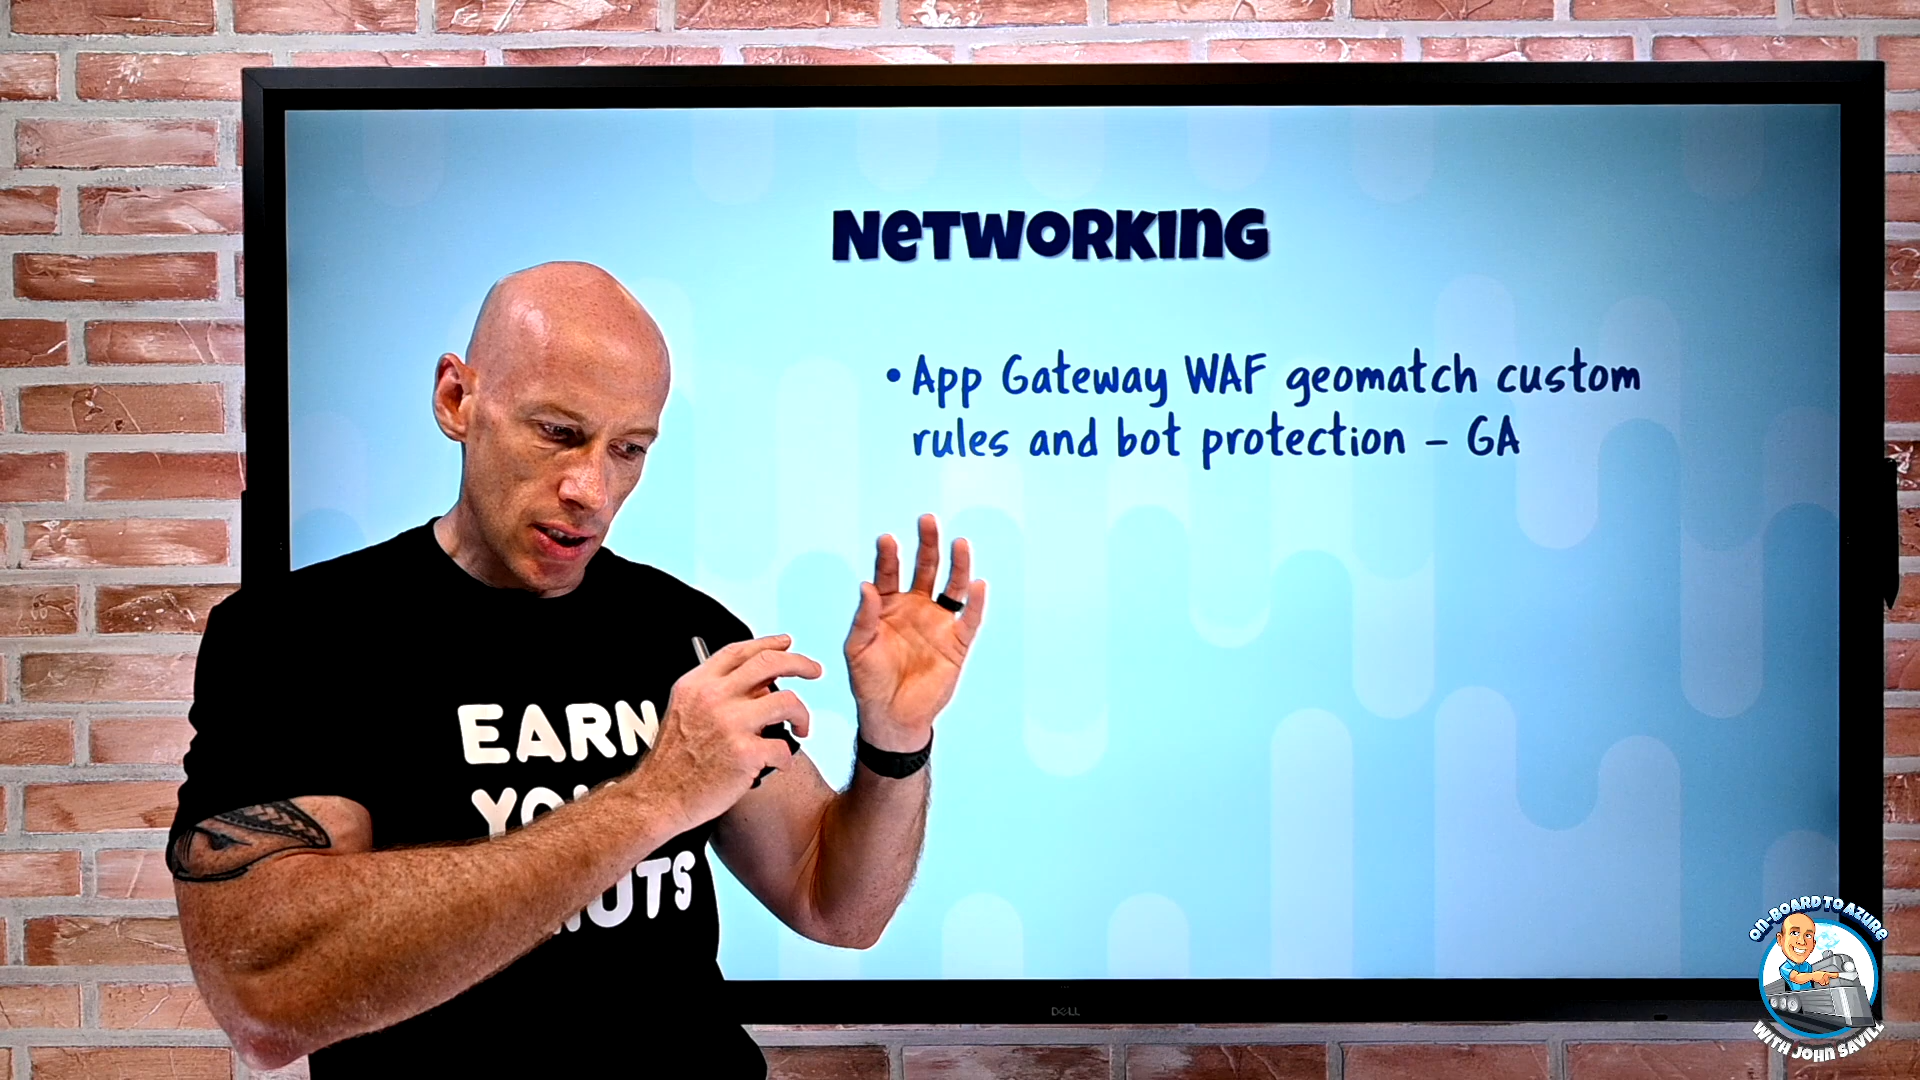 NETWORKING
• App Gateway WAF geomatch custom
rules and bot protection – GA
EARN
DELL
ON-BOARD TO AZURE
WITH JOHN SAVILL